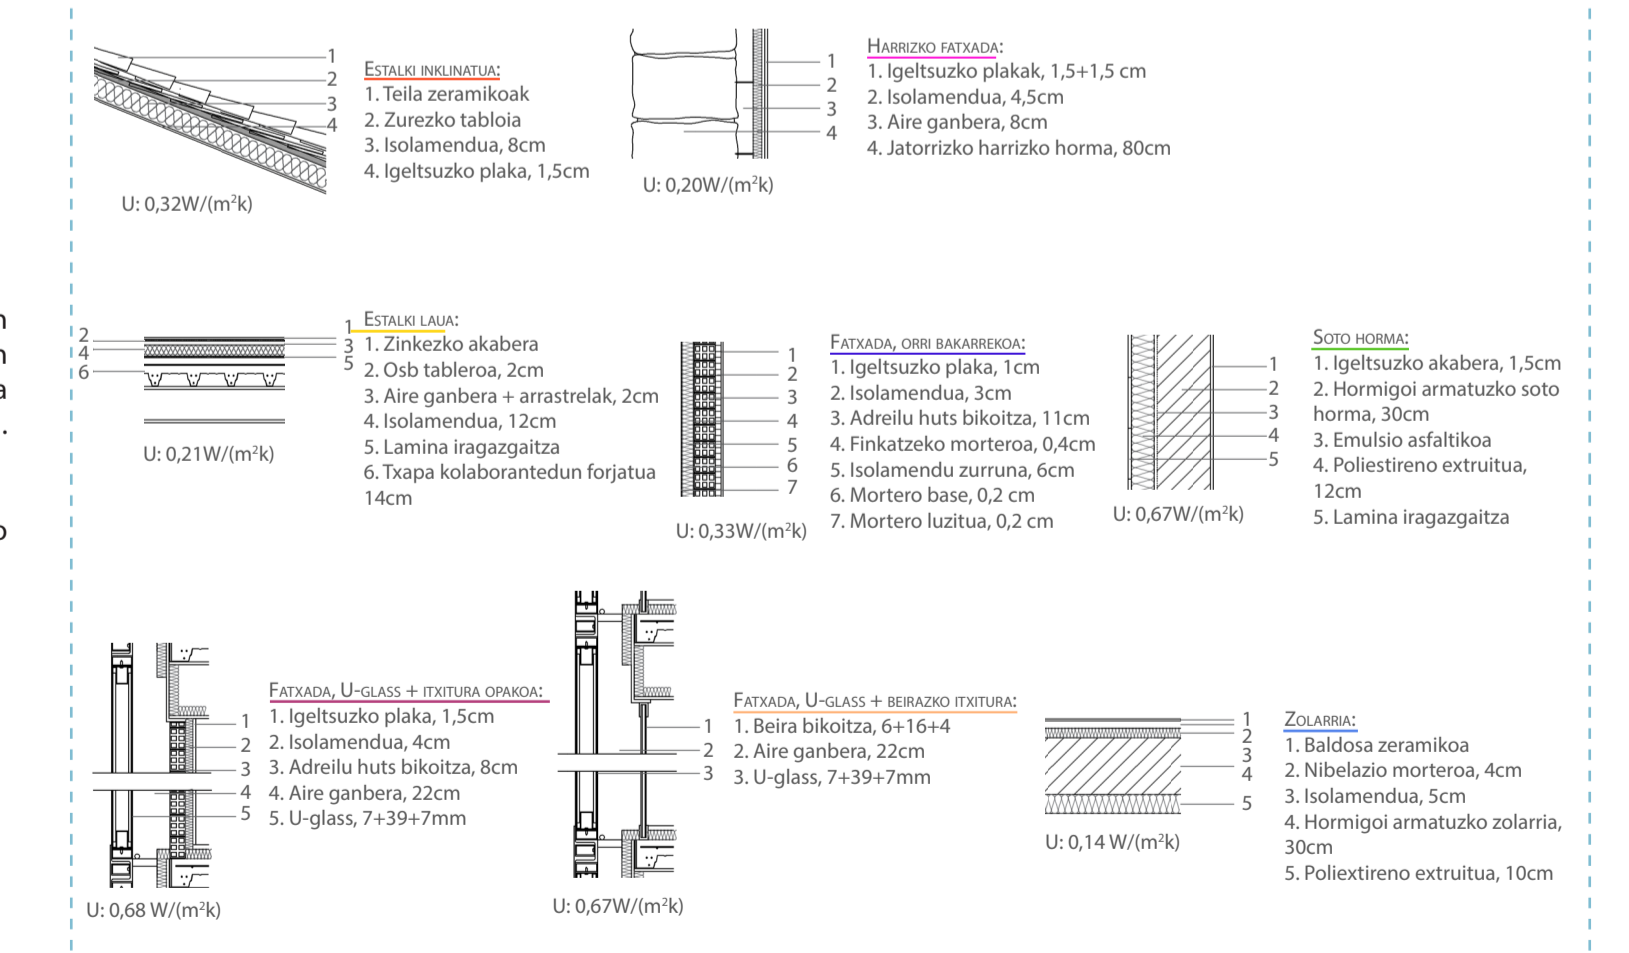 ESTALKI INKLINATUA:
1. Teila zeramikoak
2. Zurezko tabloia
3. Isolamendua, 8cm
4. Igeltsuzko plaka, 1,5cm
1
2
3
4
U: 0,32W/(m²k)
HARRIZKO FATXADA:
1. Igeltsuzko plakak, 1,5+1,5 cm
2. Isolamendua, 4,5cm
3. Aire ganbera, 8cm
4. Jatorrizko harrizko horma, 80cm
1
2
3
4
U: 0,20W/(m²k)
n
n
a
.
o
ESTALKI LAUA:
1. Zinkezko akabera
2. Osb tableroa, 2cm
3. Aire ganbera + arrastrelak, 2cm
4. Isolamendua, 12cm
5. Lamina iragazgaitza
6. Txapa kolaborantedun forjatua
14cm
2
4
6
1
3
5
U: 0,21W/(m²k)
FATXADA, ORRI BAKARREKOA:
1. Igeltsuzko plaka, 1cm
2. Isolamendua, 3cm
3. Adreilu huts bikoitza, 11cm
4. Finkatzeko morteroa, 0,4cm
5. Isolamendu zurruna, 6cm
6. Mortero base, 0,2 cm
7. Mortero luzitua, 0,2 cm
1
2
3
4
5
6
7
U: 0,33W/(m²k)
SOTO HORMA:
1. Igeltsuzko akabera, 1,5cm
2. Hormigoi armatuzko soto
horma, 30cm
3. Emulsio asfaltikoa
4. Poliestireno extruitua,
12cm
5. Lamina iragazgaitza
1
2
3
4
5
U: 0,67W/(m²k)
FATXADA, U-GLASS + ITXITURA OPAKOA:
1. Igeltsuzko plaka, 1,5cm
2. Isolamendua, 4cm
3. Adreilu huts bikoitza, 8cm
4. Aire ganbera, 22cm
5. U-glass, 7+39+7mm
1
2
3
4
5
U: 0,68 W/(m²k)
FATXADA, U-GLASS + BEIRAZKO ITXITURA:
1. Beira bikoitza, 6+16+4
2. Aire ganbera, 22cm
3. U-glass, 7+39+7mm
1
2
3
U: 0,67W/(m²k)
ZOLARRIA:
1. Baldosa zeramikoa
2. Nibelazio morteroa, 4cm
3. Isolamendua, 5cm
4. Hormigoi armatuzko zolarria,
30cm
5. Poliextireno extruitua, 10cm
1
2
3
4
5
U: 0,14 W/(m²k)